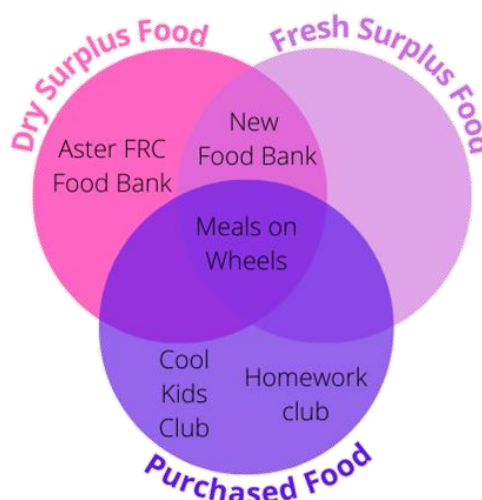 Dry Surplus Food
Fresh Surplus Food
Aster FRC
Food Bank
New
Food Bank
Meals on
Wheels
Cool
Kids
Club
Homework
club
Purchased Food